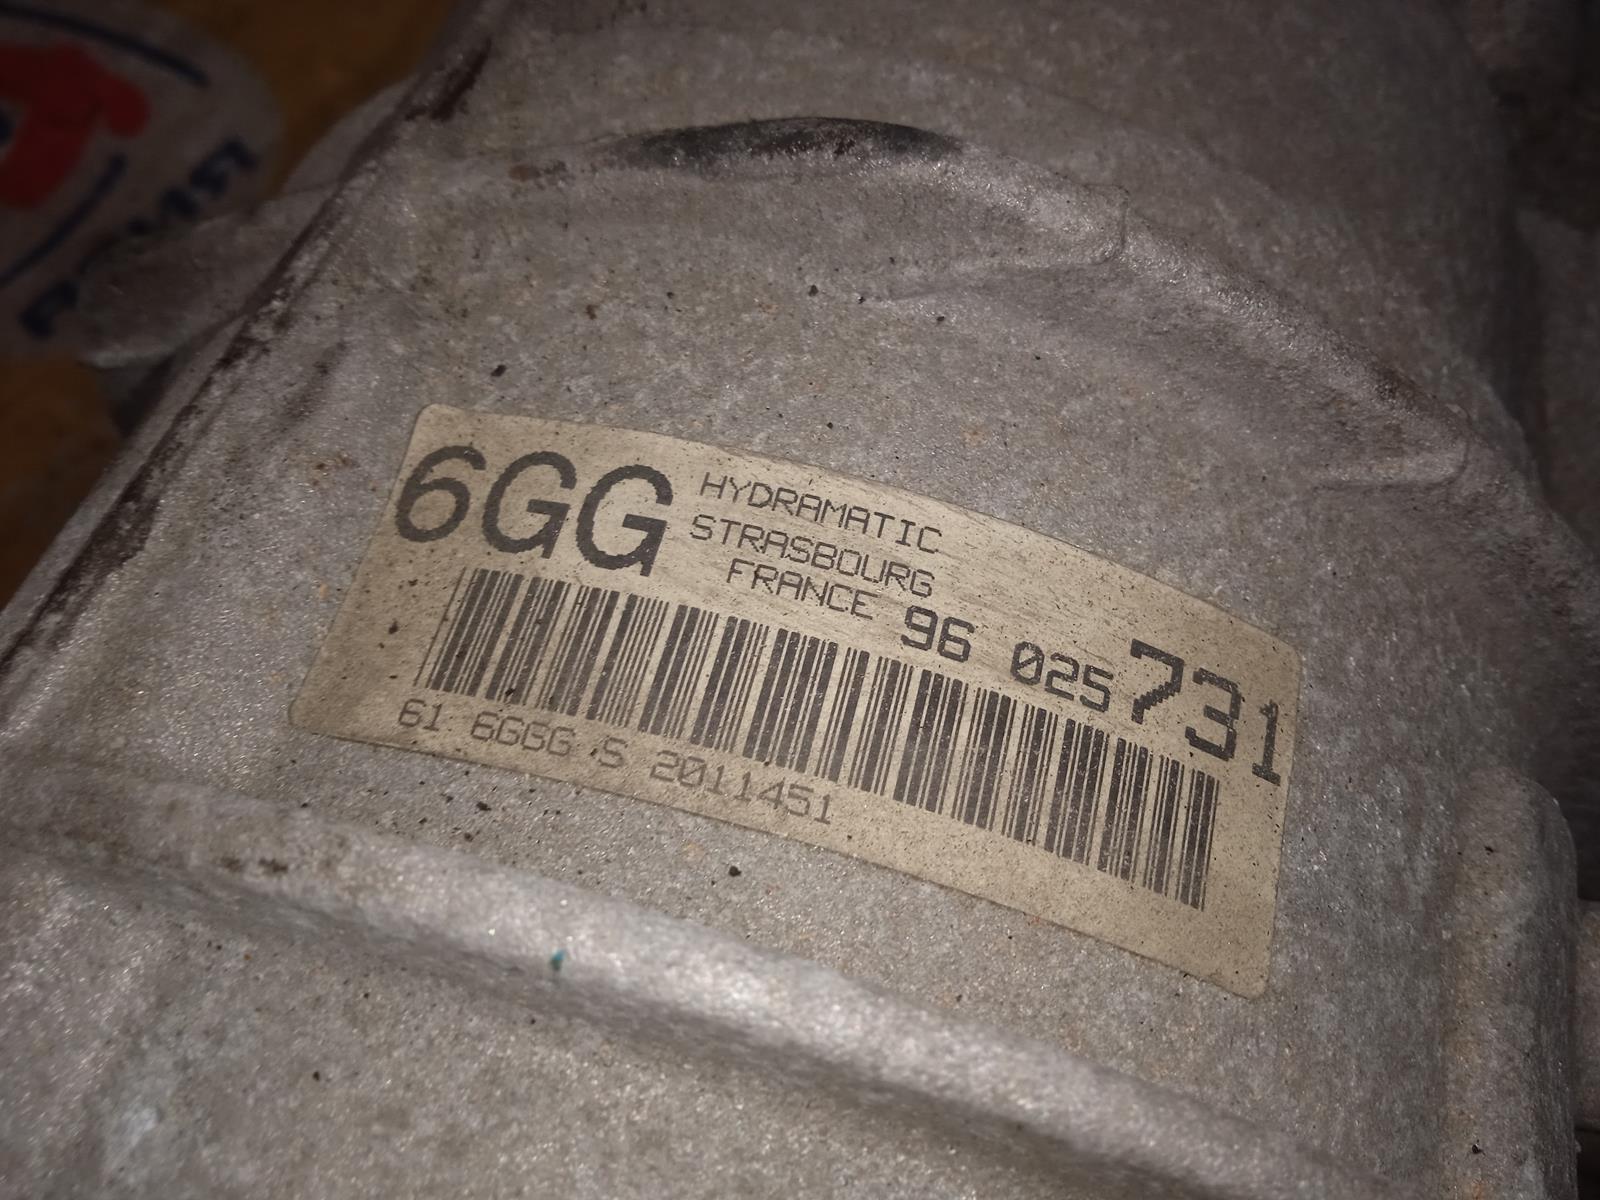 6GG
HYDRAMATIC
STRASBOURG
FRANCE
96 025 731
61 6GGG S 2011451